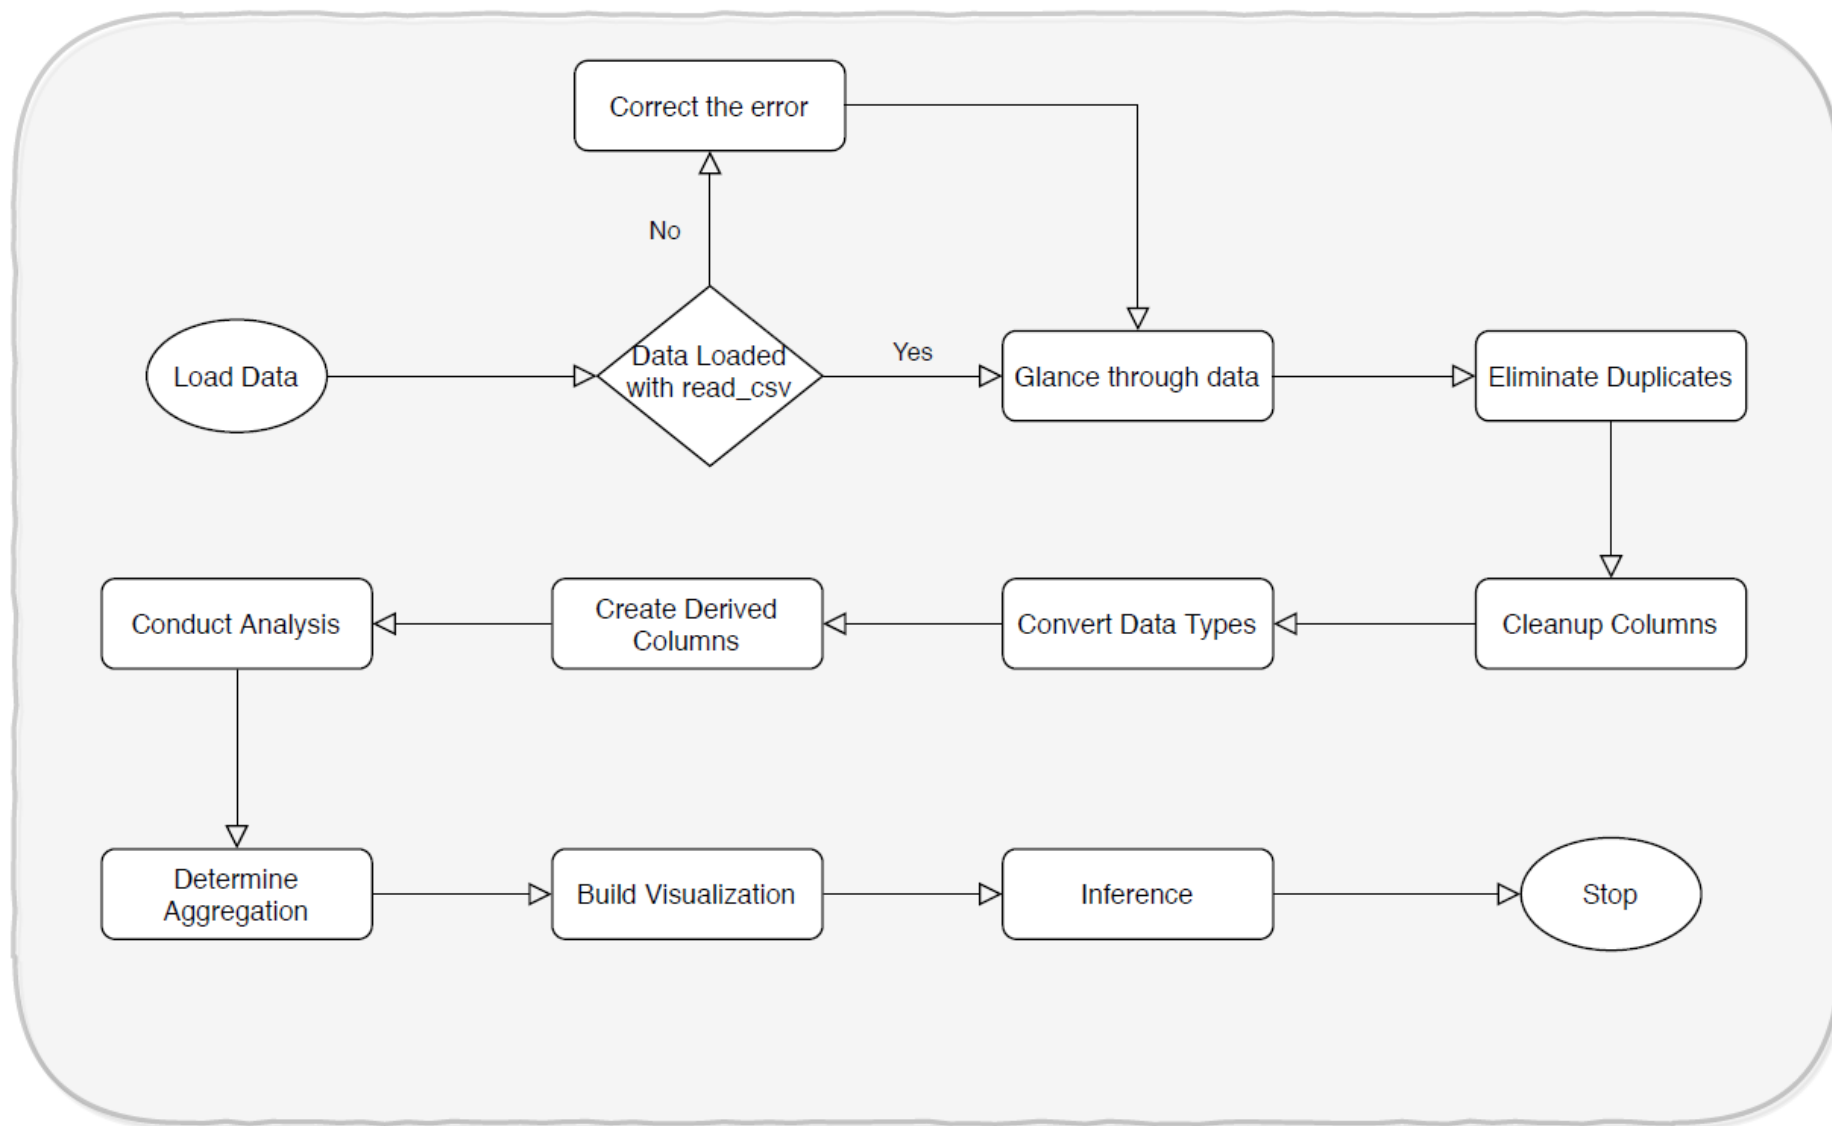 Correct the error
No
Load Data
Data Loaded
with read_csv
Yes
Glance through data
Eliminate Duplicates
Conduct Analysis
Create Derived
Columns
Convert Data Types
Cleanup Columns
Determine
Aggregation
Build Visualization
Inference
Stop